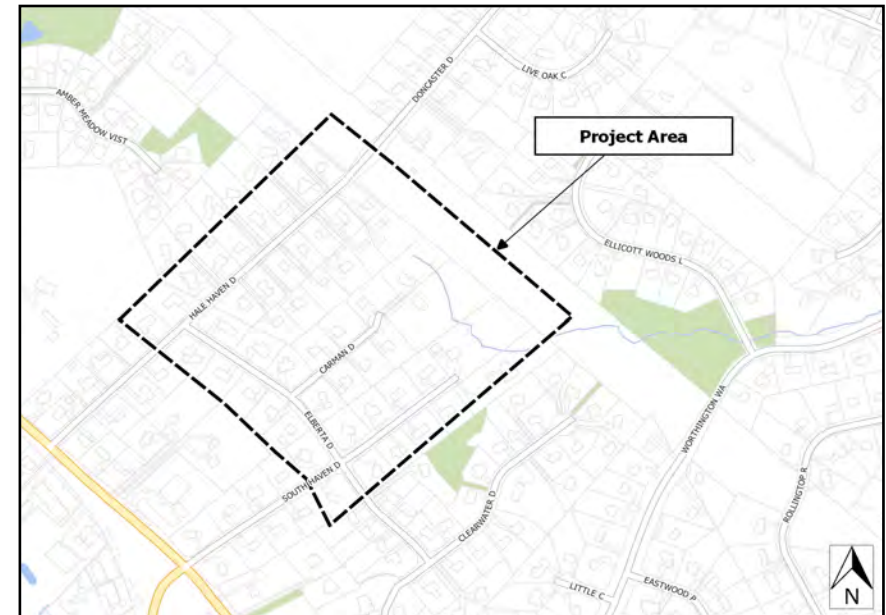 DONCASTER D
LIVE OAK C
AMBER MEADOW VIST
Project Area
ELLICOTT WOODS L
HALE HAVEN D
CARMAN D
ELBERTA D
SOUTH HAVEN D
WORTHINGTON WA
CLEARWATER D
ROLLINGTOP R
LITTLE C
EASTWOOD P
N